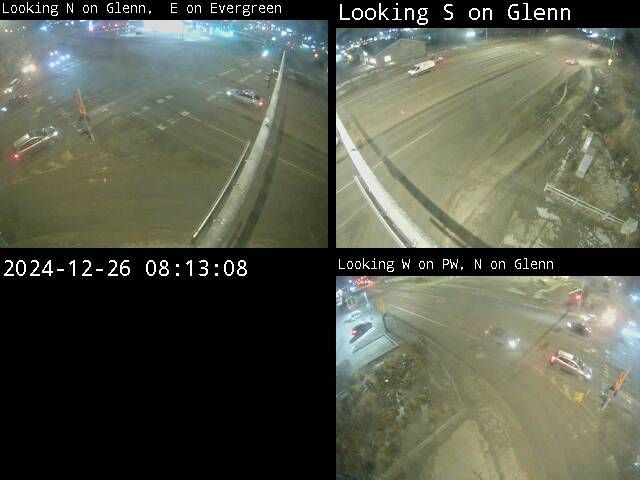 Looking N on Glenn,  E on Evergreen
Looking S on Glenn
2024-12-26 08:13:08
Looking W on PW, N on Glenn